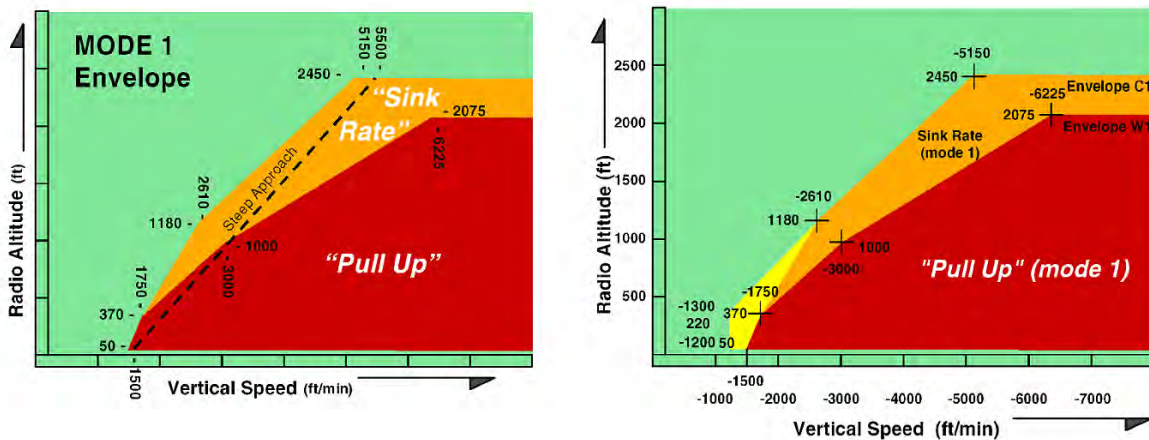 MODE 1
Envelope
5150
5500
2450
"Sink
Rate"
2075
6225
Steep Approach
2610
1180
1000
3000
"Pull Up"
1750
370
50
1500
Radio Altitude (ft)
Vertical Speed (ft/min)
2500
2000
1500
1000
500
-5150
2450
Envelope C1
-6225
2075
Envelope W1
Sink Rate
(mode 1)
-2610
1180
1000
-3000
"Pull Up" (mode 1)
-1750
-1300
370
220
-1200 50
-1500
-1000 -2000 -3000 -4000 -5000 -6000 -7000
Radio Altitude (ft)
Vertical Speed (ft/min)